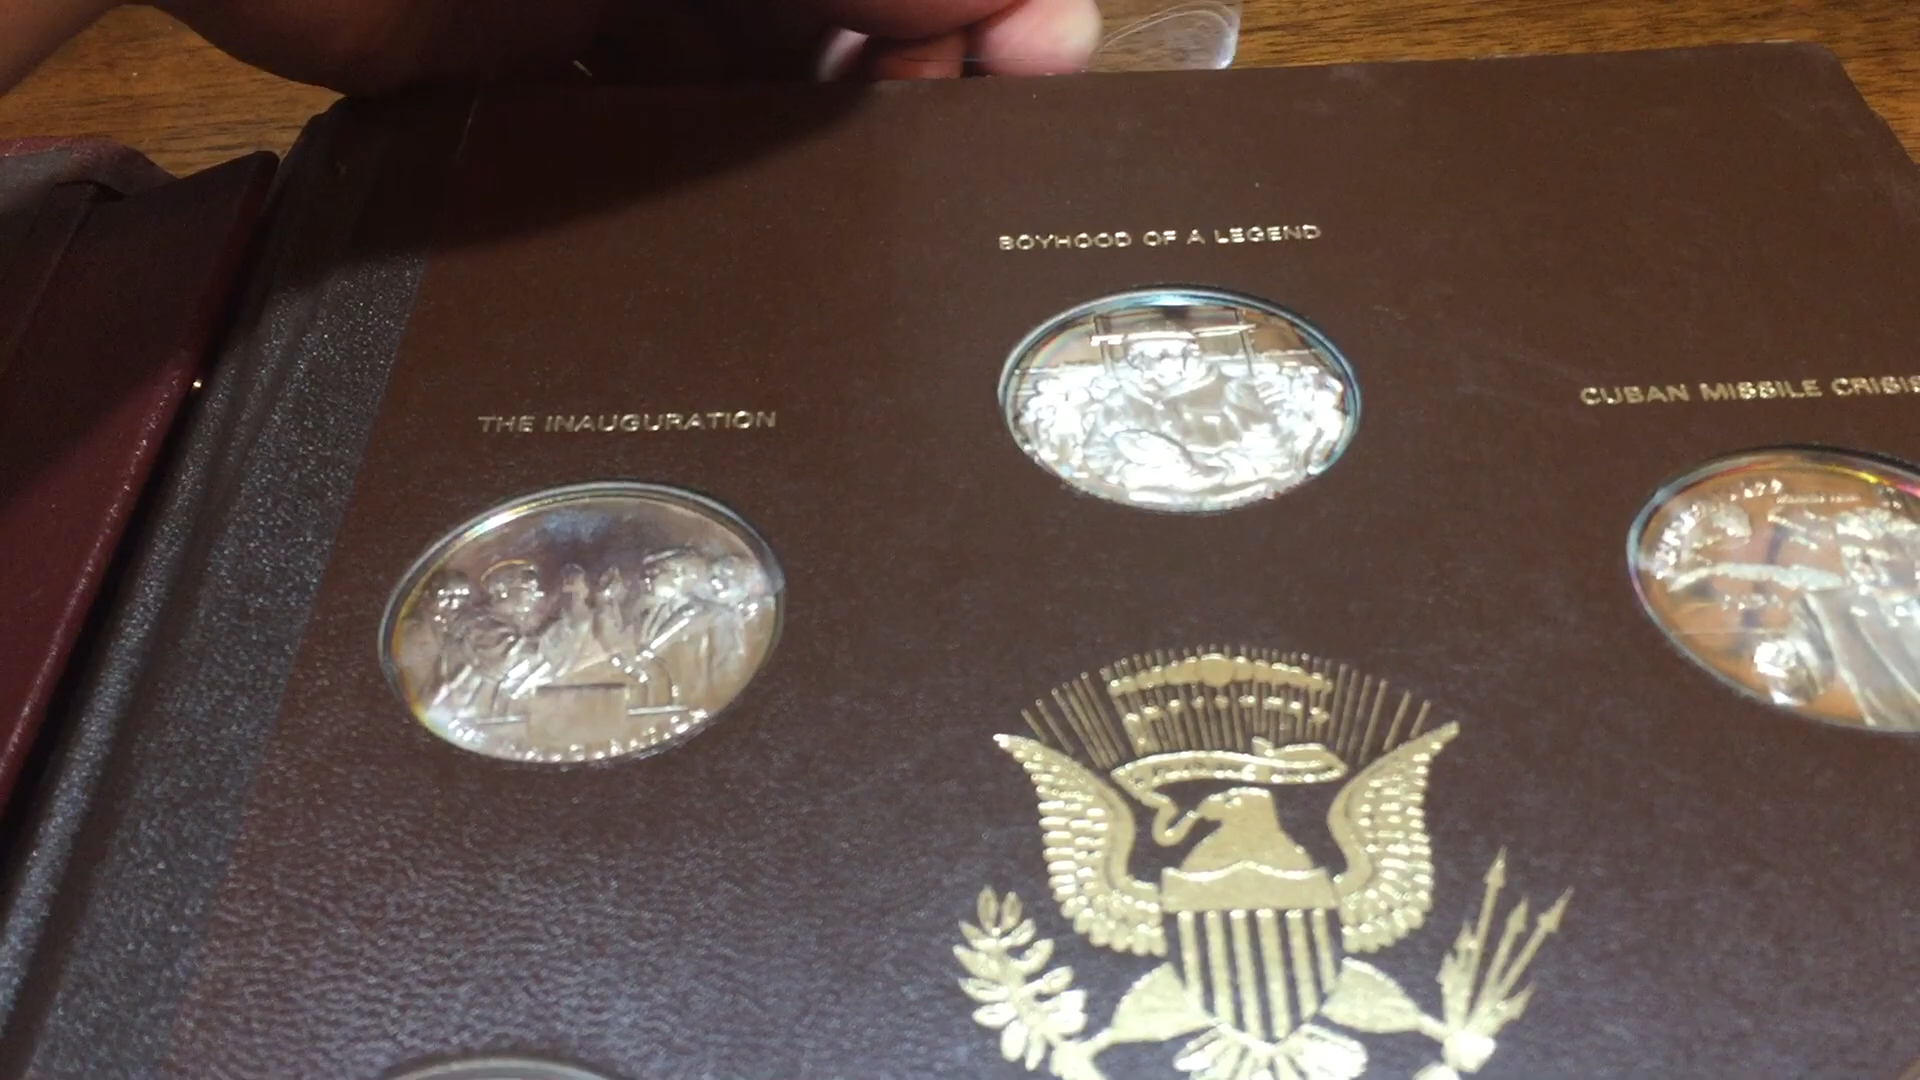 BOYHOOD OF A LEGEND
CUBAN MISSILE CRISIS
THE INAUGURATION